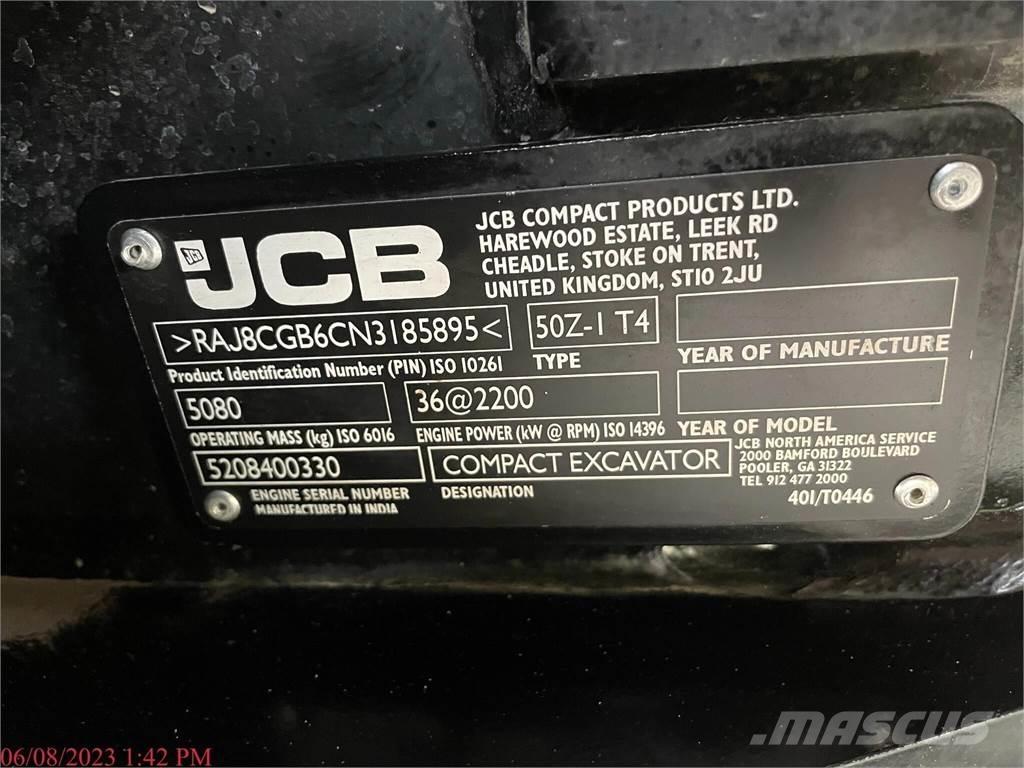 JCB
JCB
JCB COMPACT PRODUCTS LTD.
HAREWOOD ESTATE, LEEK RD
CHEADLE, STOKE ON TRENT,
UNITED KINGDOM, ST10 2JU
>RAJ8CGB6CN3185895<
50Z-1 T4
Product Identification Number (PIN) ISO 10261
TYPE
YEAR OF MANUFACTURE
5080
36@2200
OPERATING MASS (kg) ISO 6016
ENGINE POWER (kW @ RPM) ISO 14396
YEAR OF MODEL
5208400330
COMPACT EXCAVATOR
JCB NORTH AMERICA SERVICE
2000 BAMFORD BOULEVARD
POOLER, GA 31322
TEL 912 477 2000
ENGINE SERIAL NUMBER
DESIGNATION
401/T0446
MANUFACTURED IN INDIA
MASCUS
06/08/2023 1:42 PM